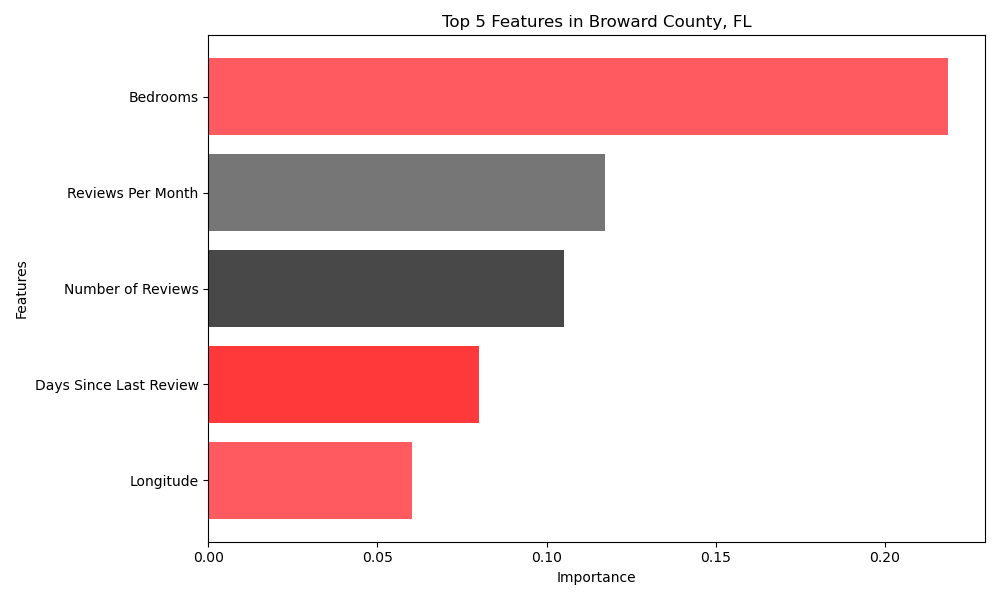 Top 5 Features in Broward County, FL
Bedrooms
Reviews Per Month
Number of Reviews
Days Since Last Review
Longitude
Features
0.00 0.05 0.10 0.15 0.20
Importance